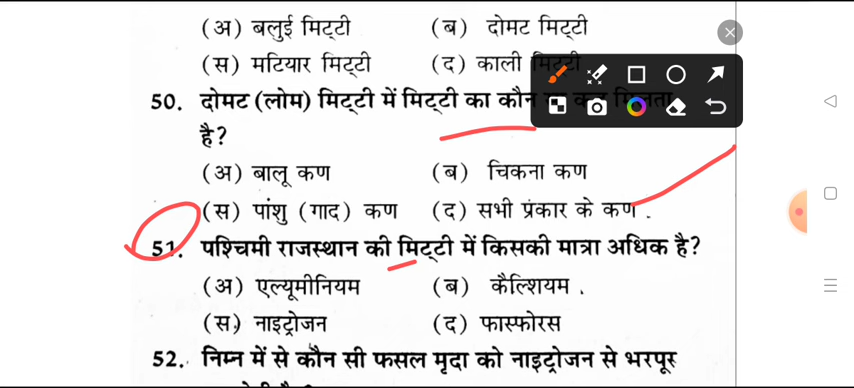 (अ) बलुई मिट्टी (ब) दोमट मिट्टी
(स) मटियार मिट्टी (द) काली मिट्टी
50. दोमट (लोम) मिट्टी में मिट्टी का कौन
है?
(अ) बालू कण (ब) चिकना कण
(स) पांशु (गाद) कण (द) सभी प्रकार के कण .
51. पश्चिमी राजस्थान की मिट्टी में किसकी मात्रा अधिक है?
(अ) एल्यूमीनियम (ब) कैल्शियम .
(स) नाइट्रोजन (द) फास्फोरस
52. निम्न में से कौन सी फसल मृदा को नाइट्रोजन से भरपूर